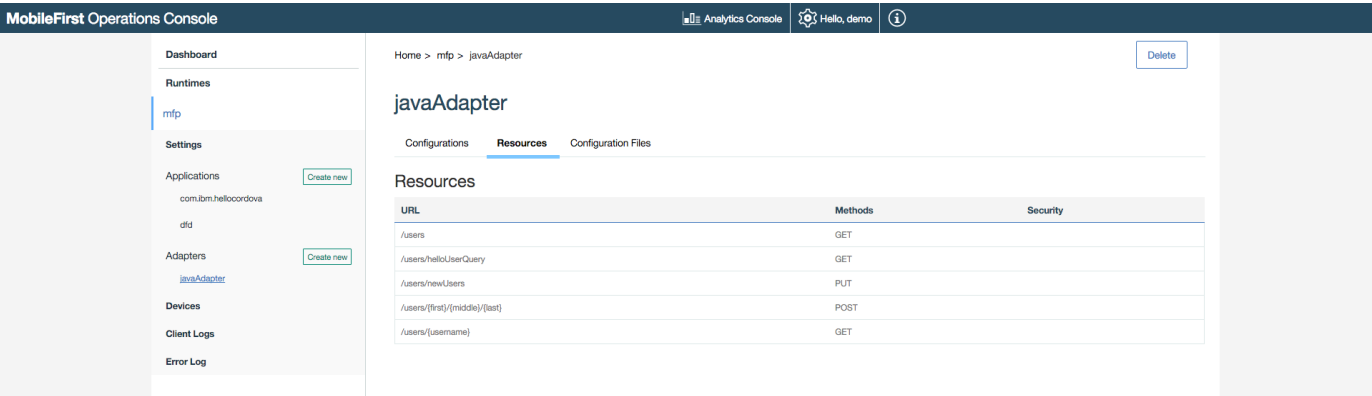 MobileFirst Operations Console
Analytics Console
Hello, demo
Dashboard
Runtimes
mfp
Settings
Applications
Create new
com.ibm.hellocordova
dfd
Adapters
Create new
javaAdapter
Devices
Client Logs
Error Log
Home > mfp > javaAdapter
Delete
javaAdapter
Configurations Resources Configuration Files
Resources
URL Methods Security
/users GET
/users/helloUserQuery GET
/users/newUsers PUT
/users/{first}/{middle}/{last} POST
/users/{username} GET